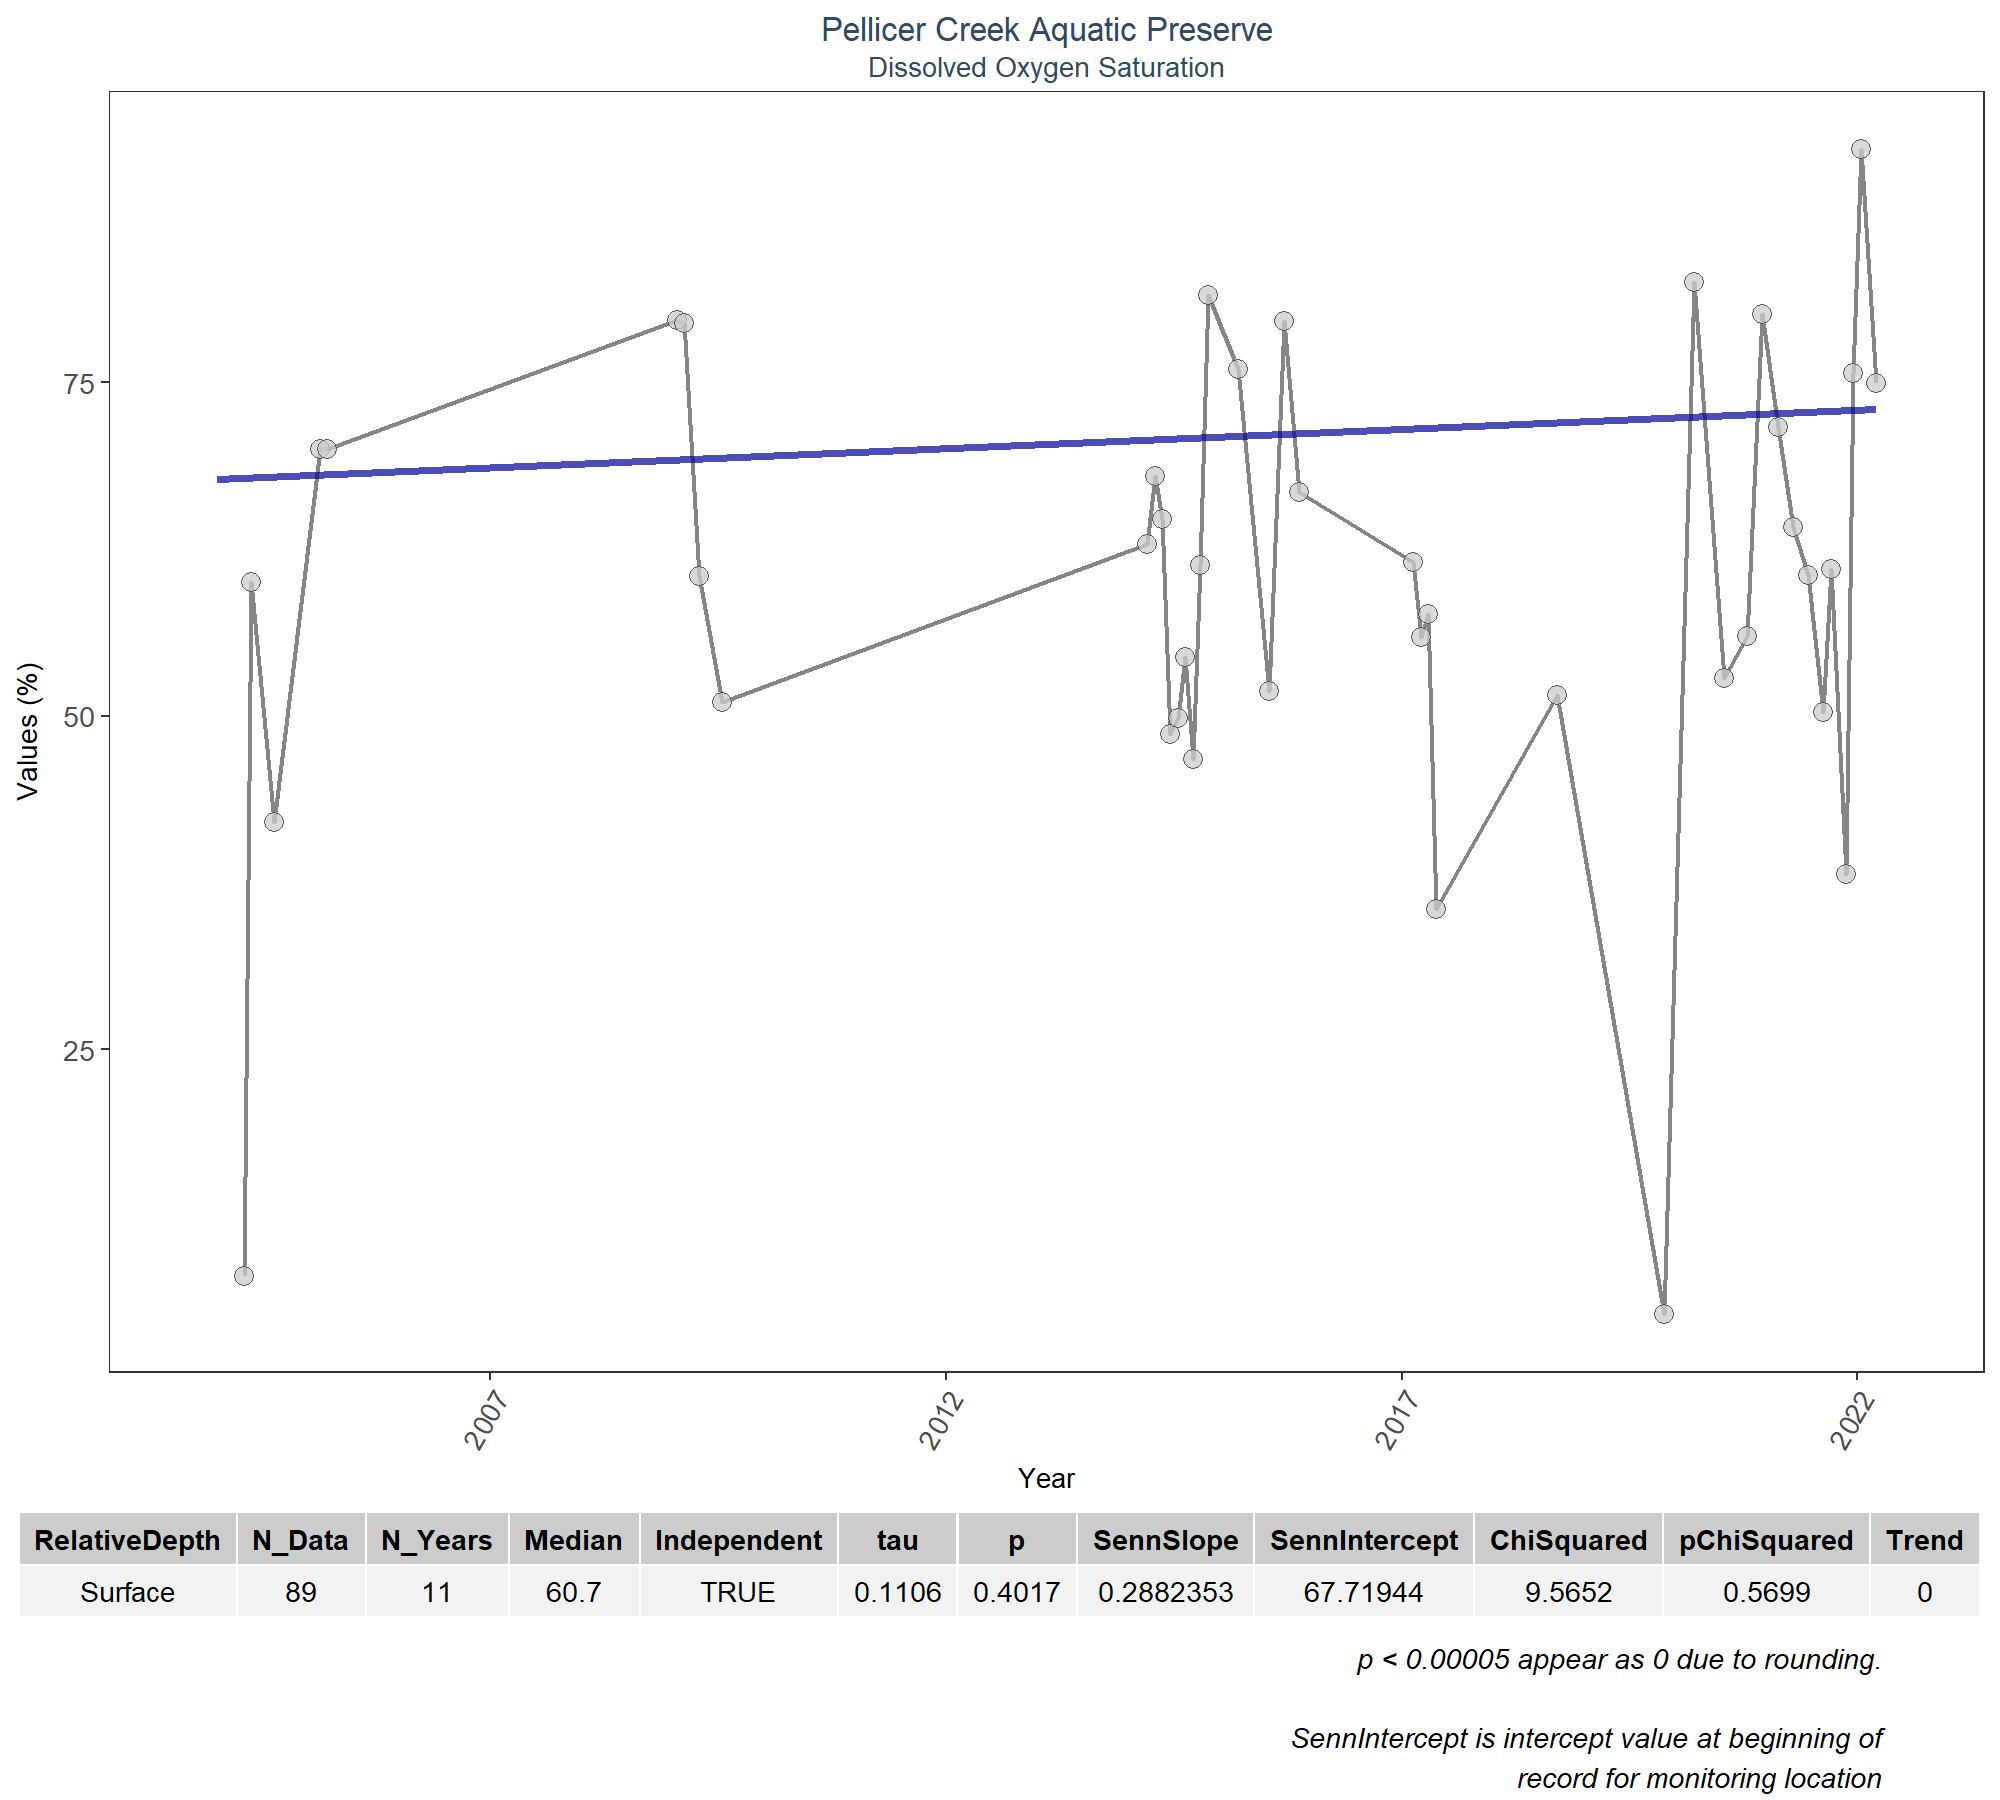 Pellicer Creek Aquatic Preserve
Dissolved Oxygen Saturation
Values (%)
75
50
25
2007 2012 2017 2022
Year
RelativeDepth N_Data N_Years Median Independent tau p SennSlope SennIntercept ChiSquared pChiSquared Trend
Surface 89 11 60.7 TRUE 0.1106 0.4017 0.2882353 67.71944 9.5652 0.5699 0
p < 0.00005 appear as 0 due to rounding.
SennIntercept is intercept value at beginning of
record for monitoring location